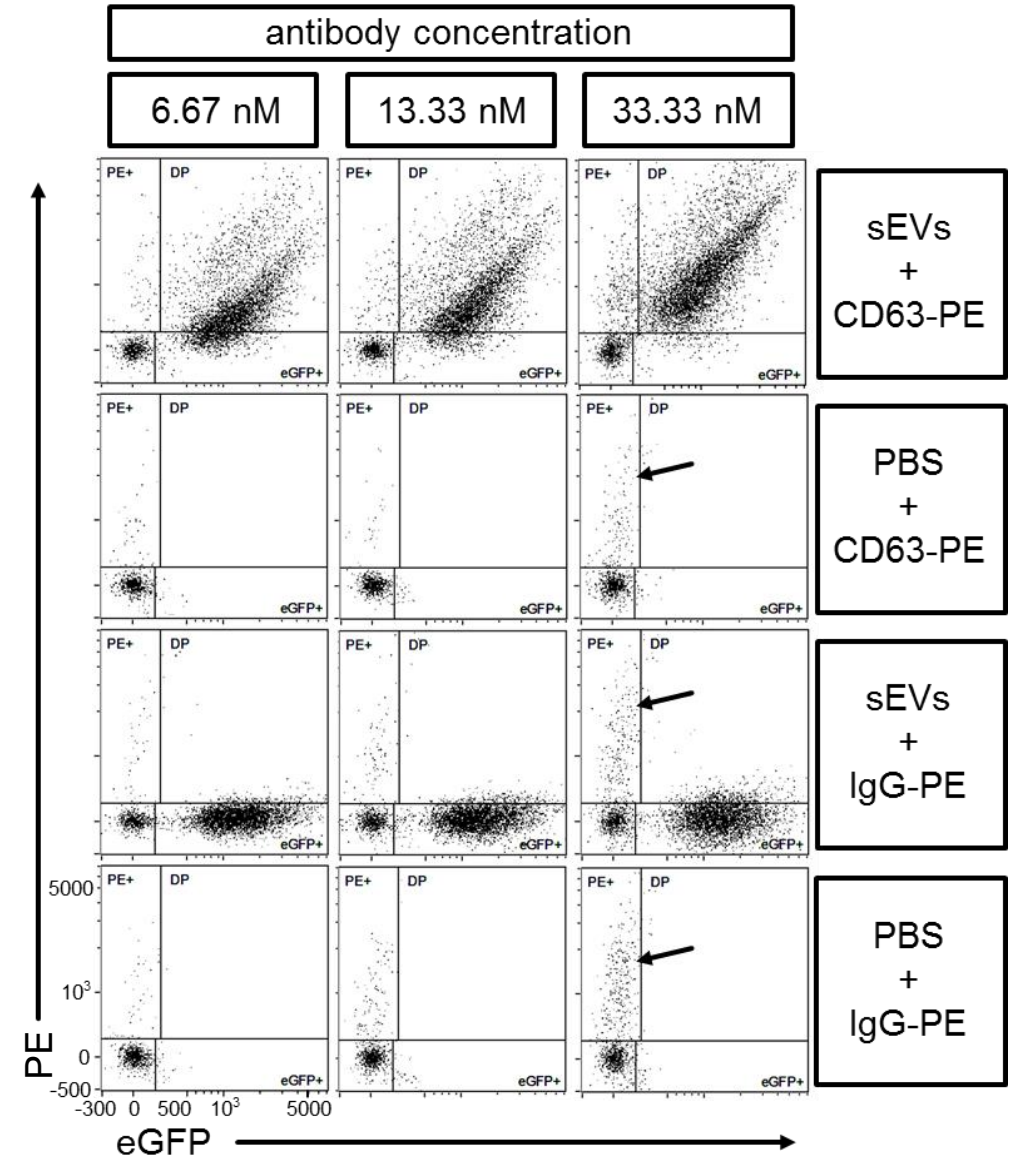 antibody concentration
6.67 nM
13.33 nM
33.33 nM
PE+
DP
eGFP+
PE+
DP
eGFP+
PE+
DP
eGFP+
sEVs
+
CD63-PE
PE+
DP
eGFP+
PE+
DP
eGFP+
PE+
DP
eGFP+
PBS
+
CD63-PE
PE+
DP
eGFP+
PE+
DP
eGFP+
PE+
DP
eGFP+
sEVs
+
IgG-PE
PE+
DP
eGFP+
PE+
DP
eGFP+
PE+
DP
eGFP+
PBS
+
IgG-PE
5000
10³
0
-500
PE
-300 0 500 10³ 5000
eGFP